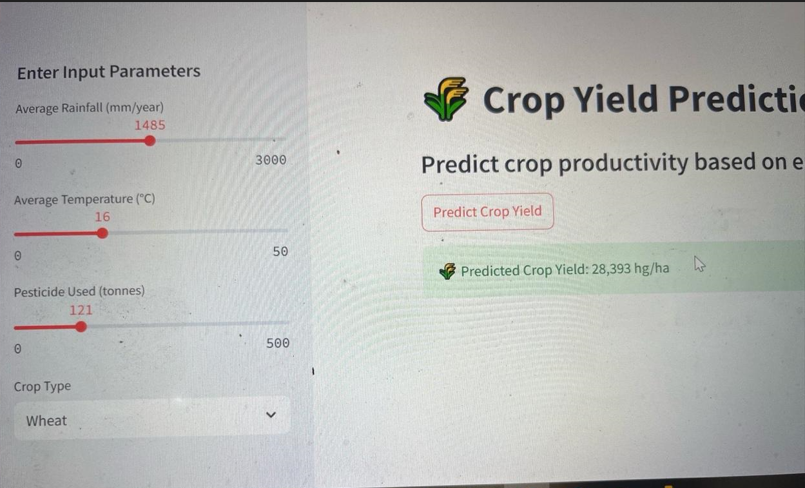 Enter Input Parameters
Average Rainfall (mm/year)
1485
0 3000
Average Temperature (°C)
16
0 50
Pesticide Used (tonnes)
121
0 500
Crop Type
Wheat
Crop Yield Predictio
Predict crop productivity based on e
Predict Crop Yield
Predicted Crop Yield: 28,393 hg/ha